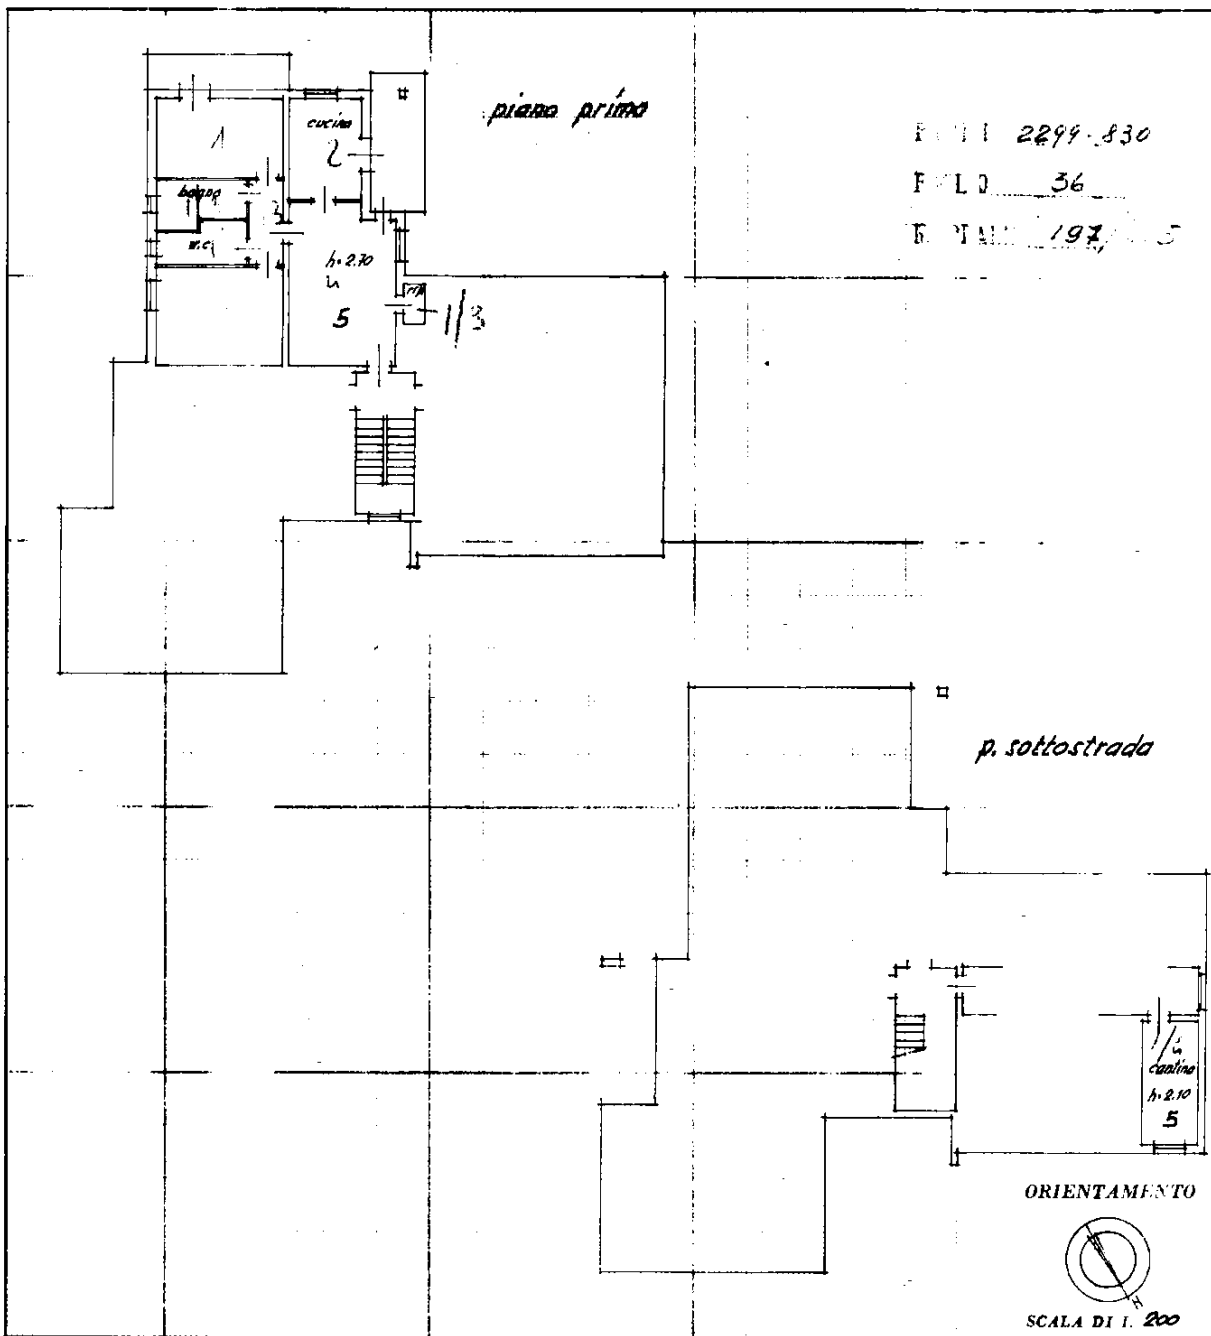 piano primo
2299-830
36
197
1
cucina
2
bagno
w.c.
h=2.70
5
1/3
p. sottostrada
cantina
h=2.10
5
ORIENTAMENTO
N
SCALA DI 1: 200